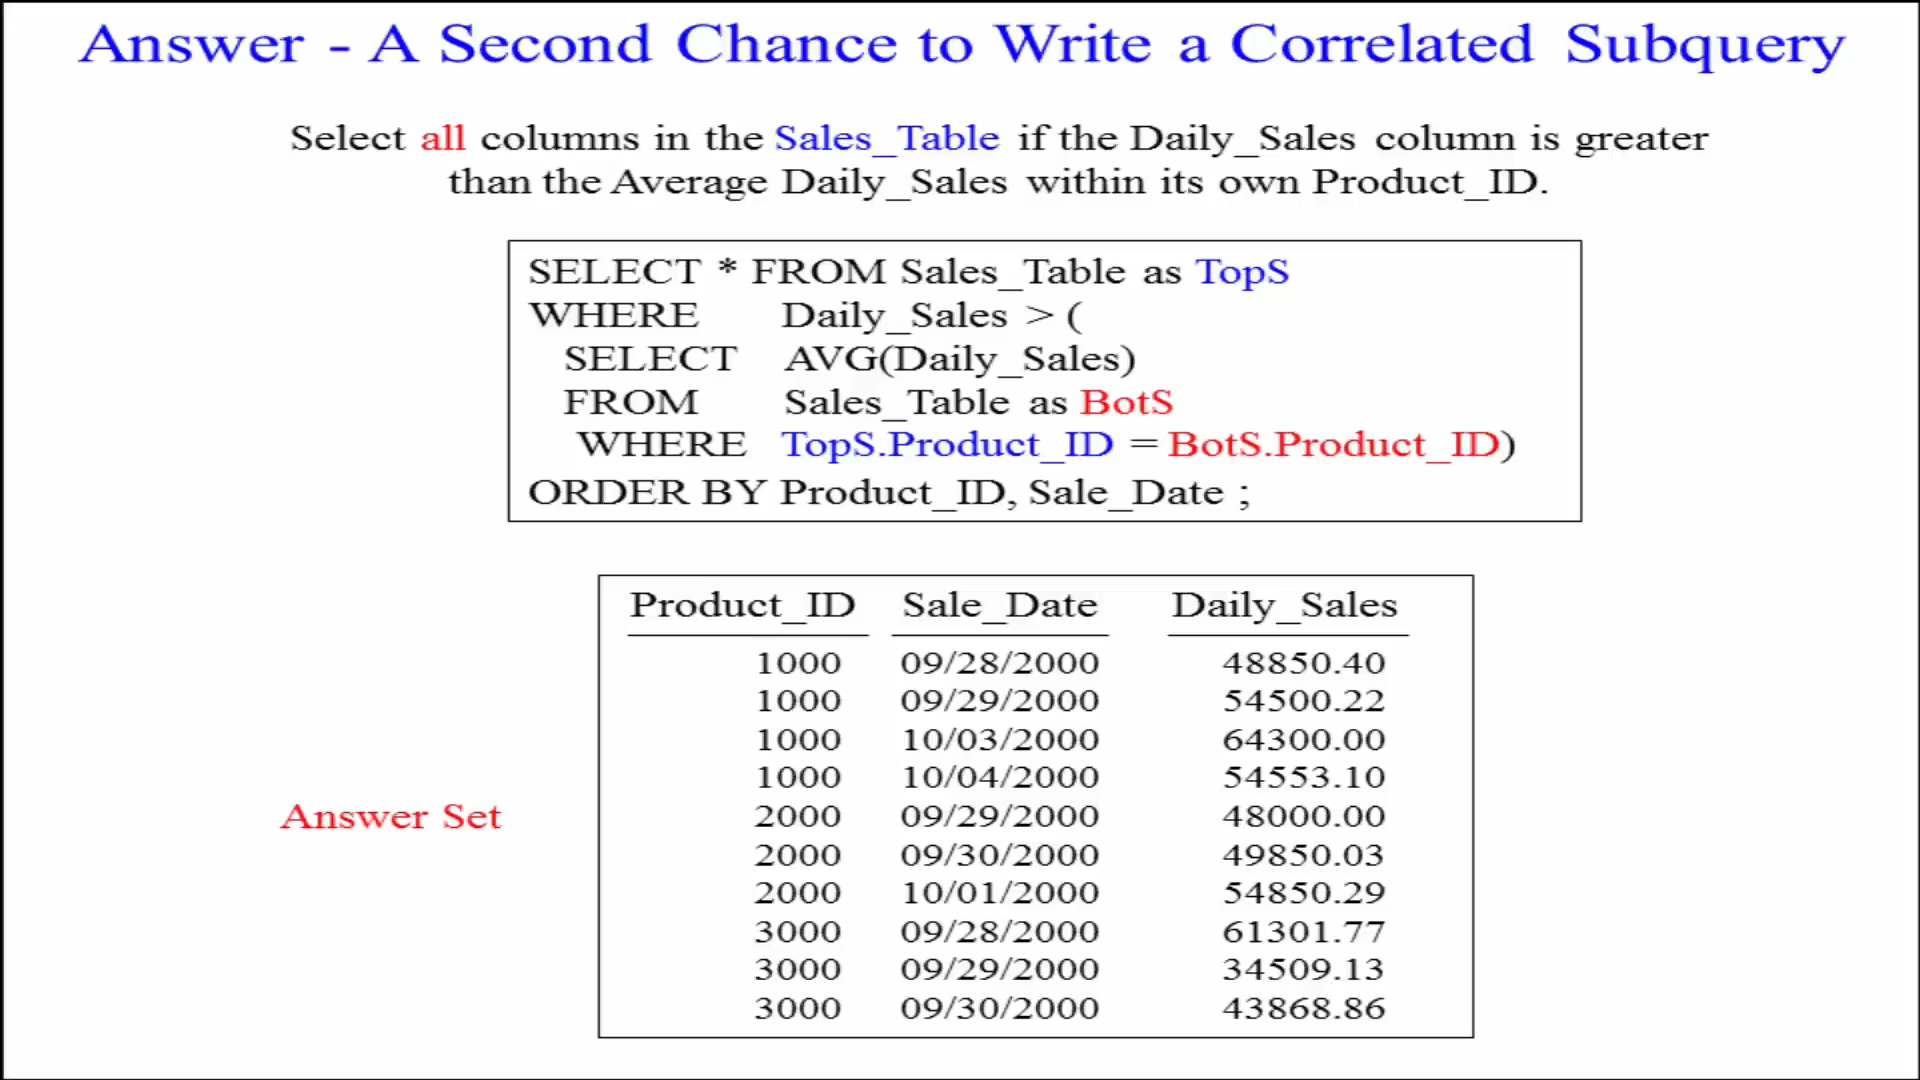 Answer - A Second Chance to Write a Correlated Subquery
Select all columns in the Sales_Table if the Daily_Sales column is greater
than the Average Daily_Sales within its own Product_ID.
SELECT * FROM Sales_Table as TopS
WHERE Daily_Sales > (
SELECT AVG(Daily_Sales)
FROM Sales_Table as BotS
WHERE TopS.Product_ID = BotS.Product_ID)
ORDER BY Product_ID, Sale_Date ;
Product_ID Sale_Date Daily_Sales
1000 09/28/2000 48850.40
1000 09/29/2000 54500.22
1000 10/03/2000 64300.00
1000 10/04/2000 54553.10
Answer Set
2000 09/29/2000 48000.00
2000 09/30/2000 49850.03
2000 10/01/2000 54850.29
3000 09/28/2000 61301.77
3000 09/29/2000 34509.13
3000 09/30/2000 43868.86